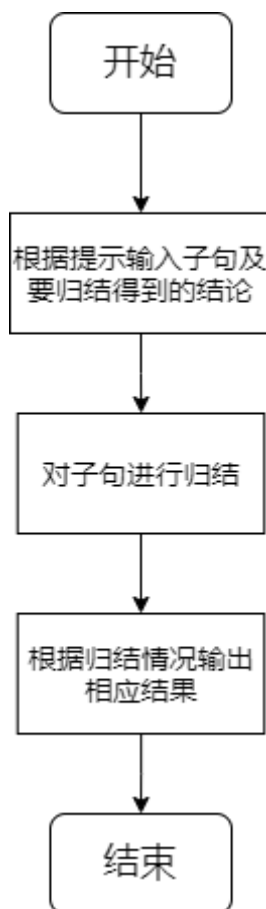 开始
根据提示输入子句及
要归结得到的结论
对子句进行归结
根据归结情况输出
相应结果
结束